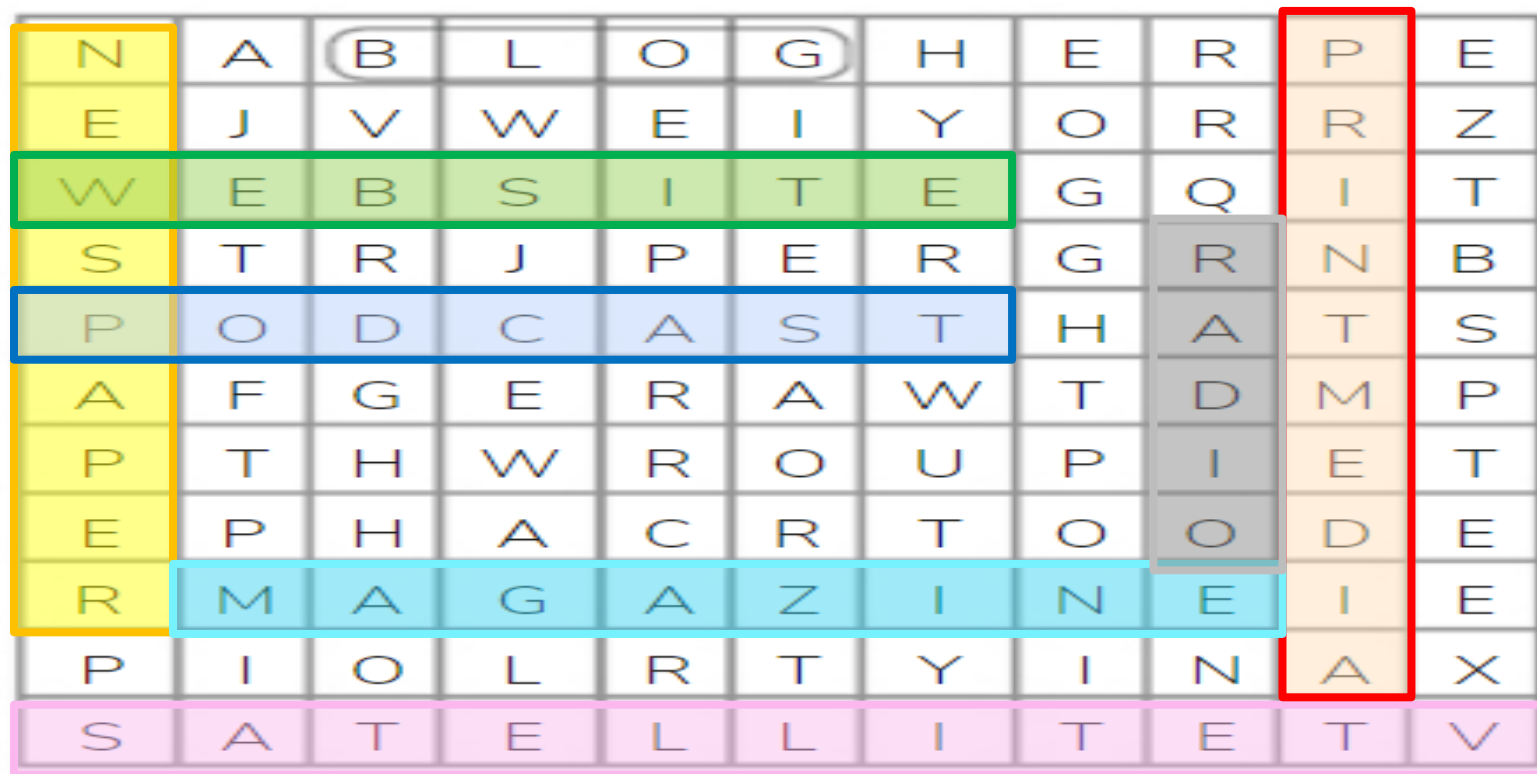 N A B L O G H E R P E
E J V W E I Y O R R Z
W E B S I T E G Q I T
S T R J P E R G R N B
P O D C A S T H A T S
A F G E R A W T D M P
P T H W R O U P I E T
E P H A C R T O O D E
R M A G A Z I N E I E
P I O L R T Y I N A X
S A T E L L I T E T V